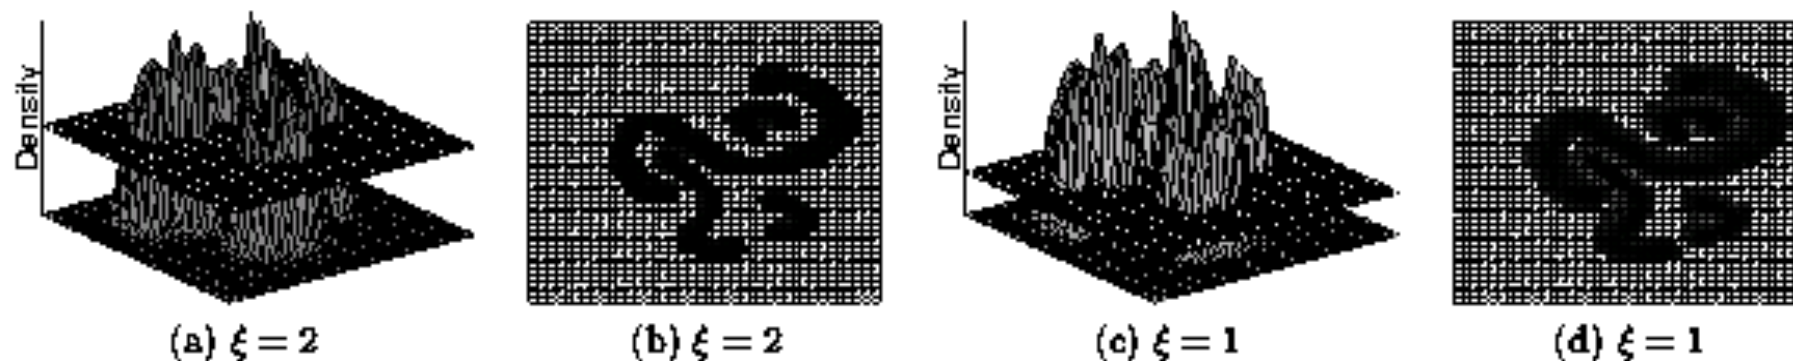 Density
Density
(a) ξ = 2
(b) ξ = 2
(c) ξ = 1
(d) ξ = 1